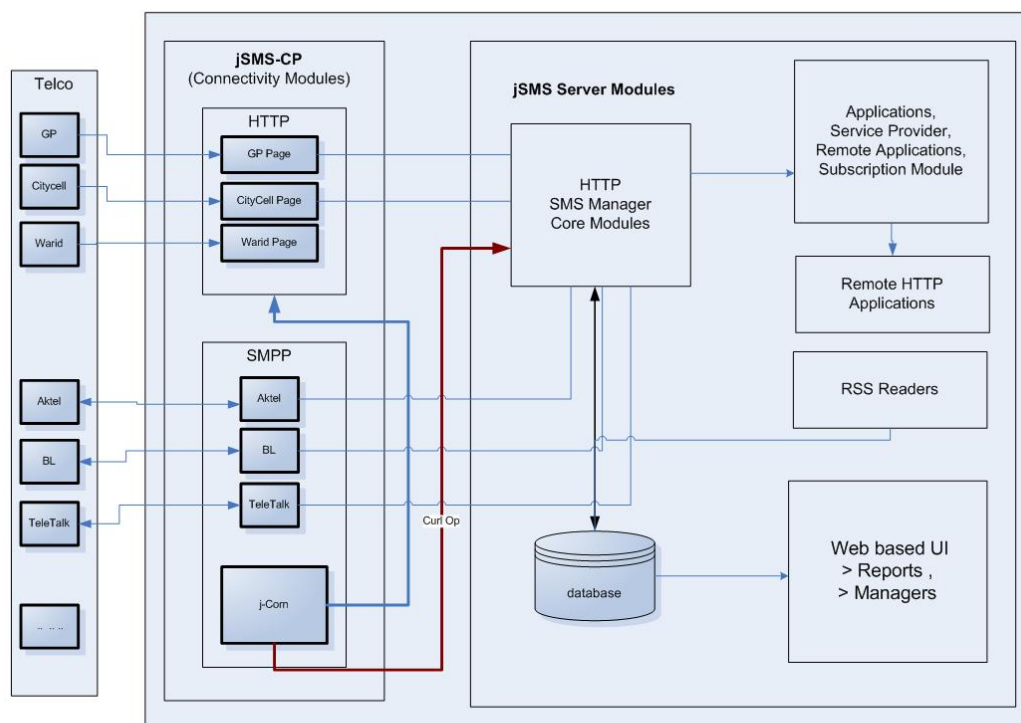 Telco
GP
Citycell
Warid
Aktel
BL
TeleTalk
.. .. ..
jSMS-CP
(Connectivity Modules)
HTTP
GP Page
CityCell Page
Warid Page
SMPP
Aktel
BL
TeleTalk
j-Com
Curl Op
jSMS Server Modules
HTTP
SMS Manager
Core Modules
database
Applications,
Service Provider,
Remote Applications,
Subscription Module
Remote HTTP
Applications
RSS Readers
Web based UI
> Reports ,
> Managers